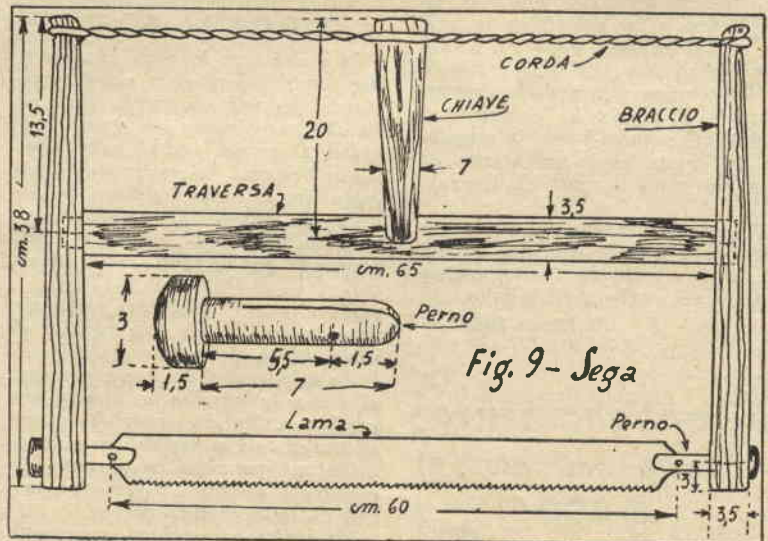 CORDA
CHIAVE
BRACCIO
13,5
20
7
TRAVERSA
3,5
cm. 38
cm. 65
Perno
3
5,5
1,5
1,5
7
Fig. 9 - Sega
Lama
Perno
3
cm. 60
3,5